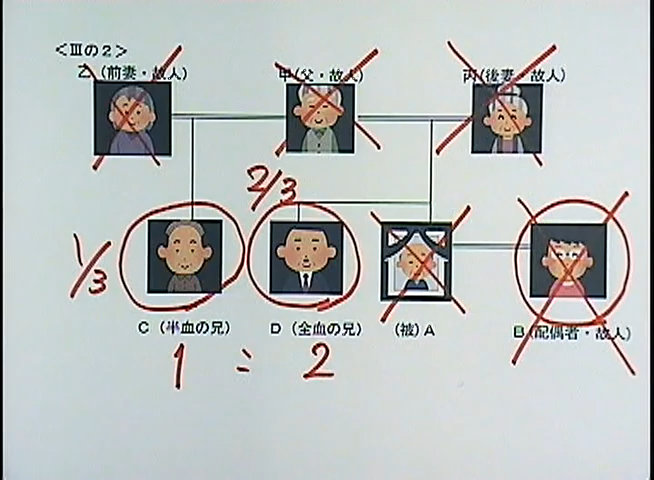 ＜Ⅲの２＞
乙（前妻・故人）
甲（父・故人）
丙（後妻・故人）
2/3
1/3
C（半血の兄）
D（全血の兄）
（被）A
B（配偶者・故人）
1 : 2